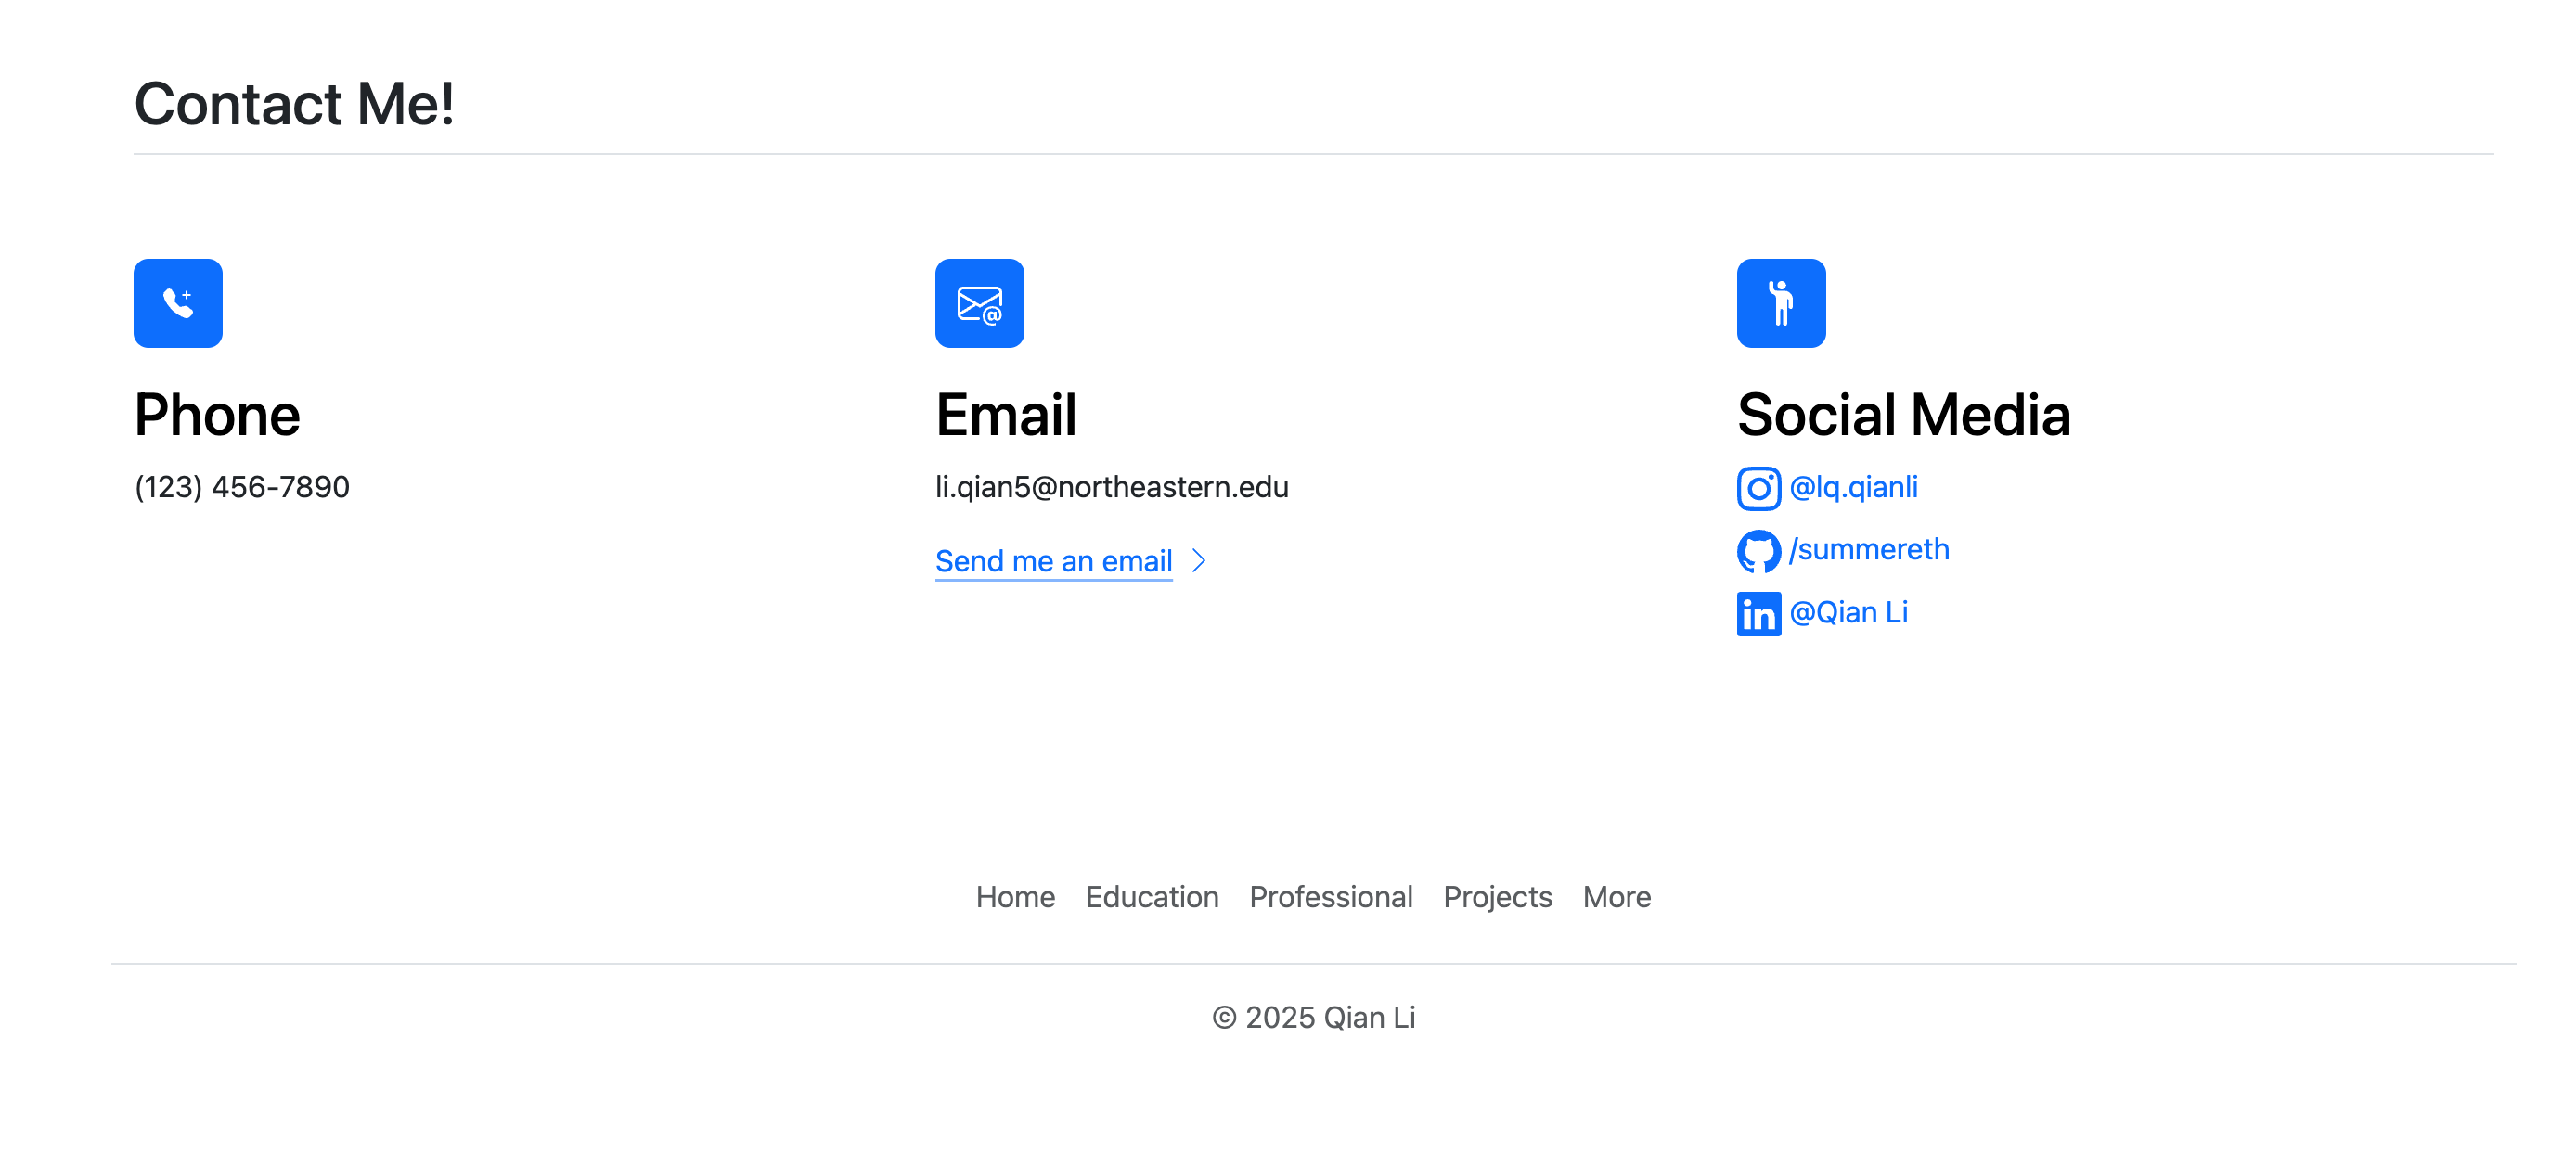 Contact Me!
Phone
(123) 456-7890
Email
li.qian5@northeastern.edu
Send me an email
Social Media
@lq.qianli
/summereth
@Qian Li
Home Education Professional Projects More
© 2025 Qian Li